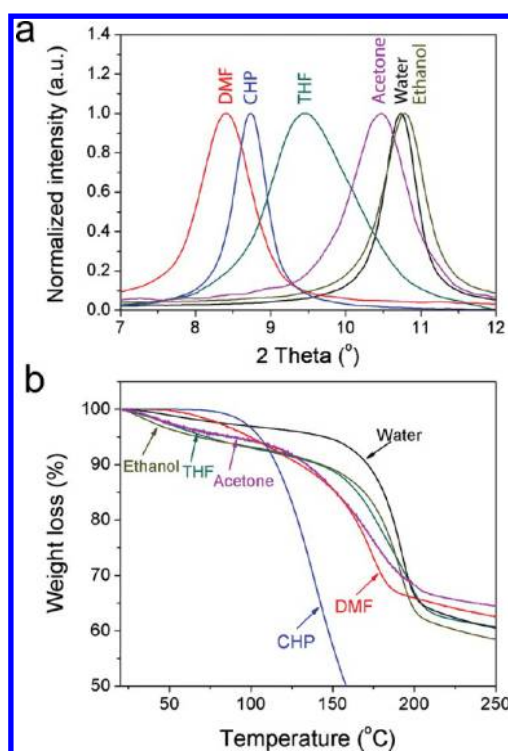 a
Normalized intensity (a.u.)
1.4
1.2
1.0
0.8
0.6
0.4
0.2
0.0
DMF
CHP
THF
Acetone
Water
Ethanol
7 8 9 10 11 12
2 Theta (°)
b
Weight loss (%)
100
90
80
70
60
50
Ethanol
THF
Acetone
Water
DMF
CHP
50 100 150 200 250
Temperature (°C)